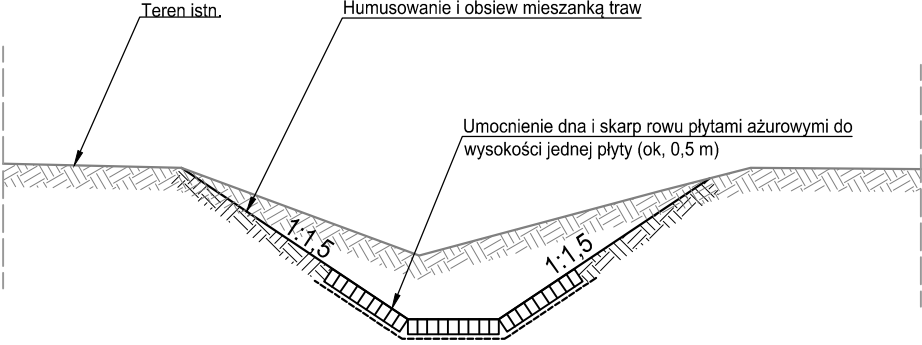 Teren istn.
Humusowanie i obsiew mieszanką traw
Umocnienie dna i skarp rowu płytami ażurowymi do
wysokości jednej płyty (ok, 0,5 m)
1:1,5
1:1,5